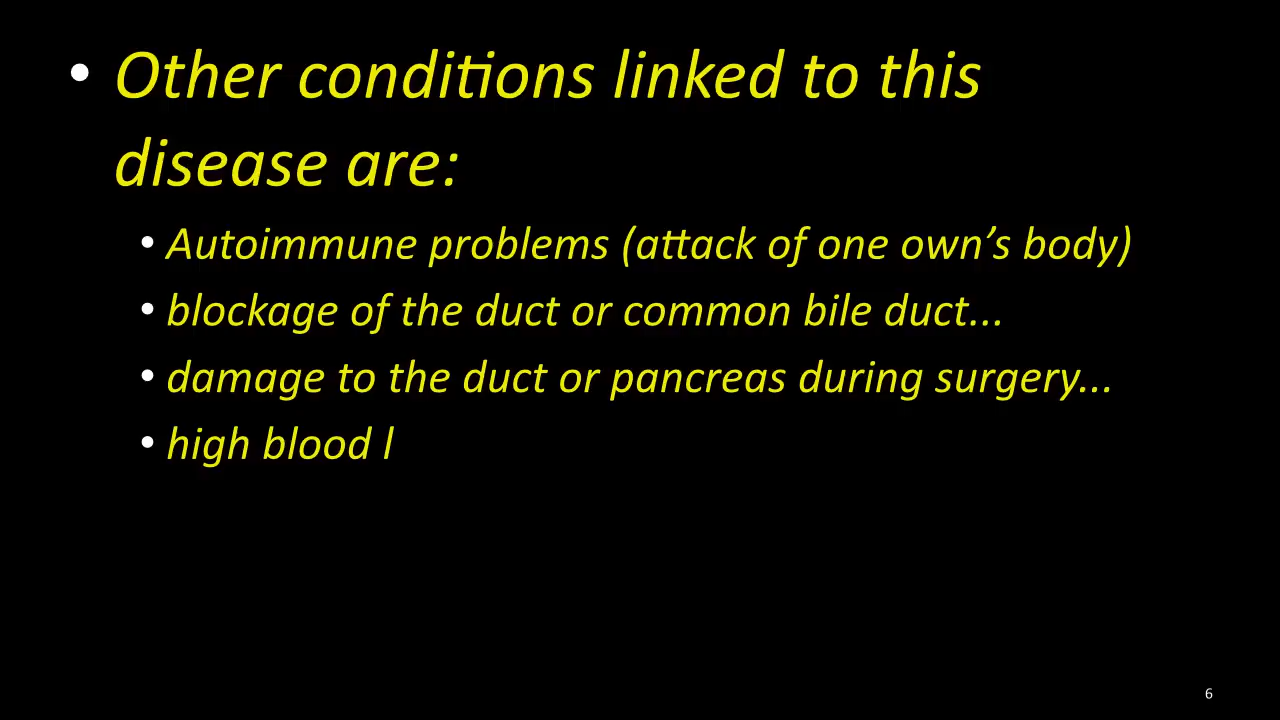 • Other conditions linked to this
disease are:
• Autoimmune problems (attack of one own’s body)
• blockage of the duct or common bile duct...
• damage to the duct or pancreas during surgery...
• high blood l
6